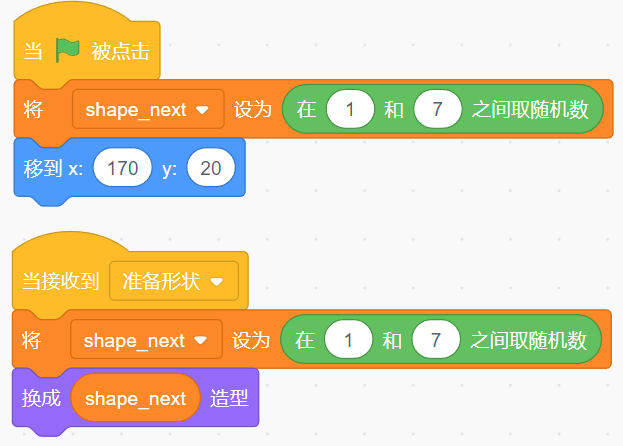 当 被点击
将 shape_next 设为 在 1 和 7 之间取随机数
移到 x: 170 y: 20
当接收到 准备形状
将 shape_next 设为 在 1 和 7 之间取随机数
换成 shape_next 造型